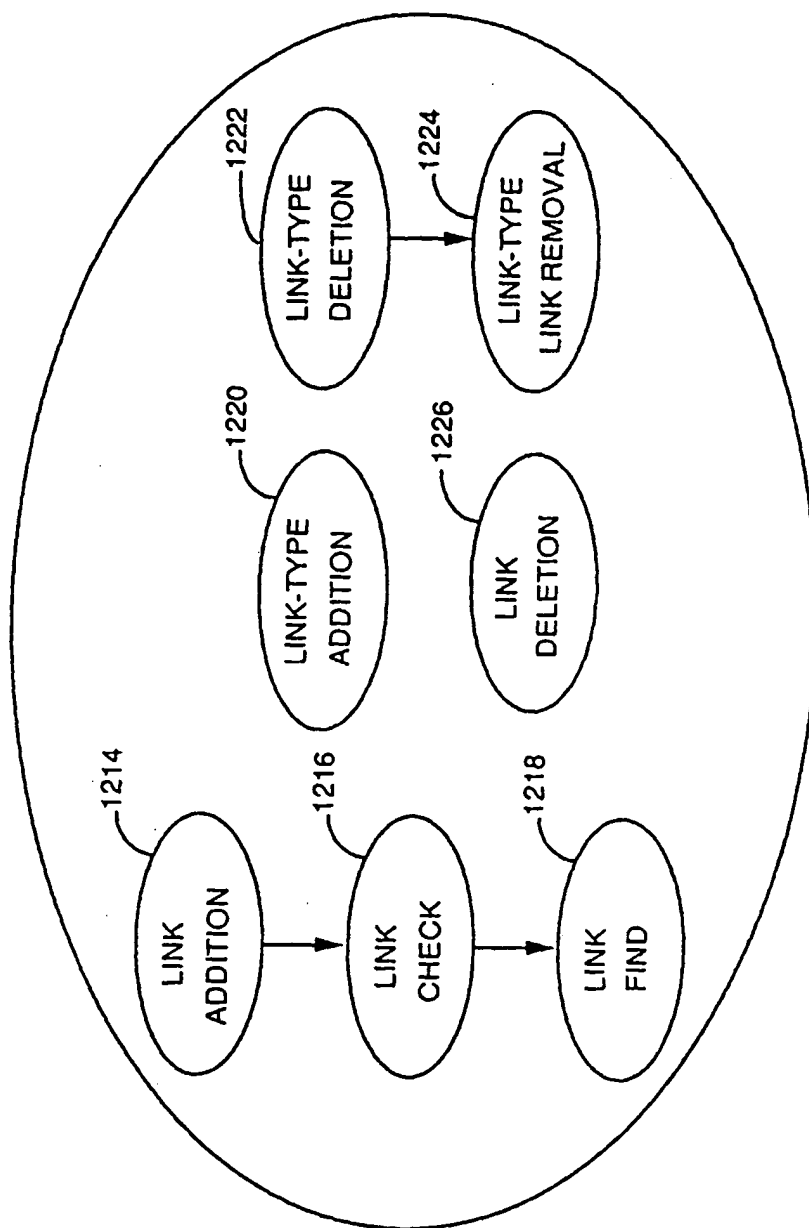 1214
LINK
ADDITION
1216
LINK
CHECK
1218
LINK
FIND
1220
LINK-TYPE
ADDITION
1226
LINK
DELETION
1222
LINK-TYPE
DELETION
1224
LINK-TYPE
LINK REMOVAL